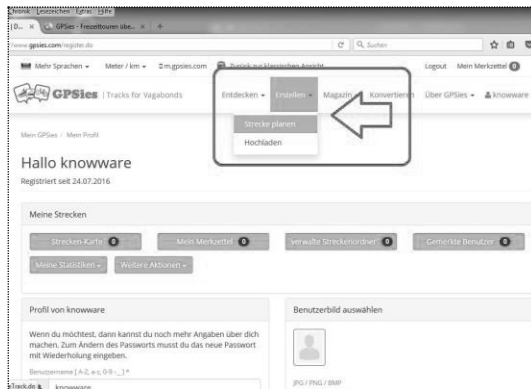 Chronik Lesezeichen Extras Hilfe
GPSies - Freizeittouren übe...
www.gpsies.com/register.do
Suchen
Mehr Sprachen Meter / km m.gpsies.com Zurück zur klassischen Ansicht Logout Mein Merkzettel 0
GPSies | Tracks for Vagabonds Entdecken Erstellen Magazin Konvertieren Über GPSies knowware
Strecke planen
Hochladen
Mein GPSies / Mein Profil
Hallo knowware
Registriert seit 24.07.2016
Meine Strecken
Strecken-Karte 0 Mein Merkzettel 0 verwalte Streckenordner 0 Gemerkte Benutzer 0
Meine Statistiken Weitere Aktionen
Profil von knowware
Wenn du möchtest, dann kannst du noch mehr Angaben über dich
machen. Zum Ändern des Passworts musst du das neue Passwort
mit Wiederholung eingeben.
Benutzername [ A-Z, a-z, 0-9 -_ ] *
knowware
Benutzerbild auswählen
JPG / PNG / BMP